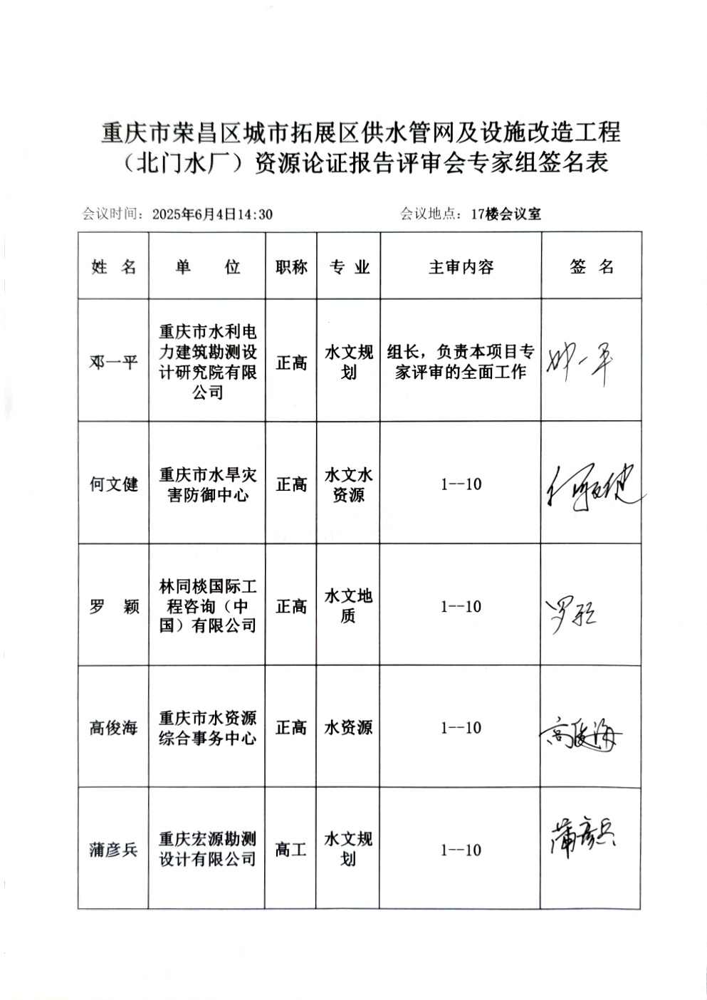 重庆市荣昌区城市拓展区供水管网及设施改造工程
（北门水厂）资源论证报告评审会专家组签名表
会议时间：2025年6月4日14:30 会议地点：17楼会议室
姓 名 单 位 职称 专 业 主审内容 签 名
邓一平 重庆市水利电力建筑勘测设计研究院有限公司 正高 水文规划 组长，负责本项目专家评审的全面工作 邓一平
何文健 重庆市水旱灾害防御中心 正高 水文水资源 1--10 何文健
罗 颖 林同棪国际工程咨询（中国）有限公司 正高 水文地质 1--10 罗颖
高俊海 重庆市水资源综合事务中心 正高 水资源 1--10 高俊海
蒲彦兵 重庆宏源勘测设计有限公司 高工 水文规划 1--10 蒲彦兵